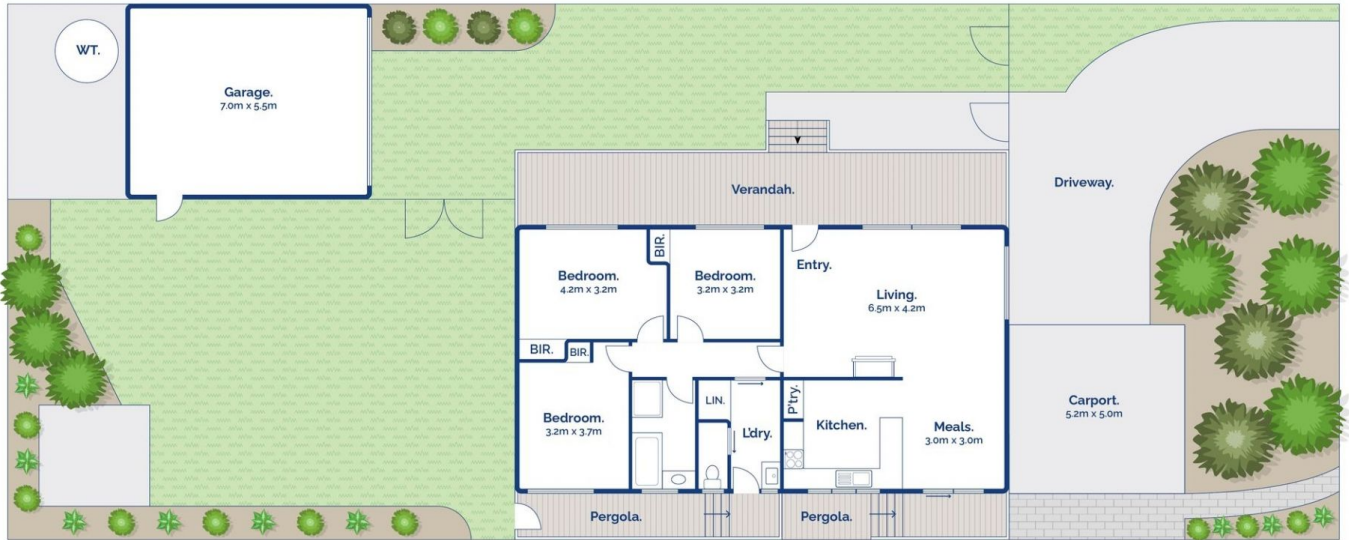 WT.
Garage.
7.0m x 5.5m
Verandah.
Driveway.
BIR.
Bedroom.
4.2m x 3.2m
Bedroom.
3.2m x 3.2m
Entry.
Living.
6.5m x 4.2m
BIR.
BIR.
Bedroom.
3.2m x 3.7m
LIN.
L'dry.
P'try.
Kitchen.
Meals.
3.0m x 3.0m
Carport.
5.2m x 5.0m
Pergola.
Pergola.